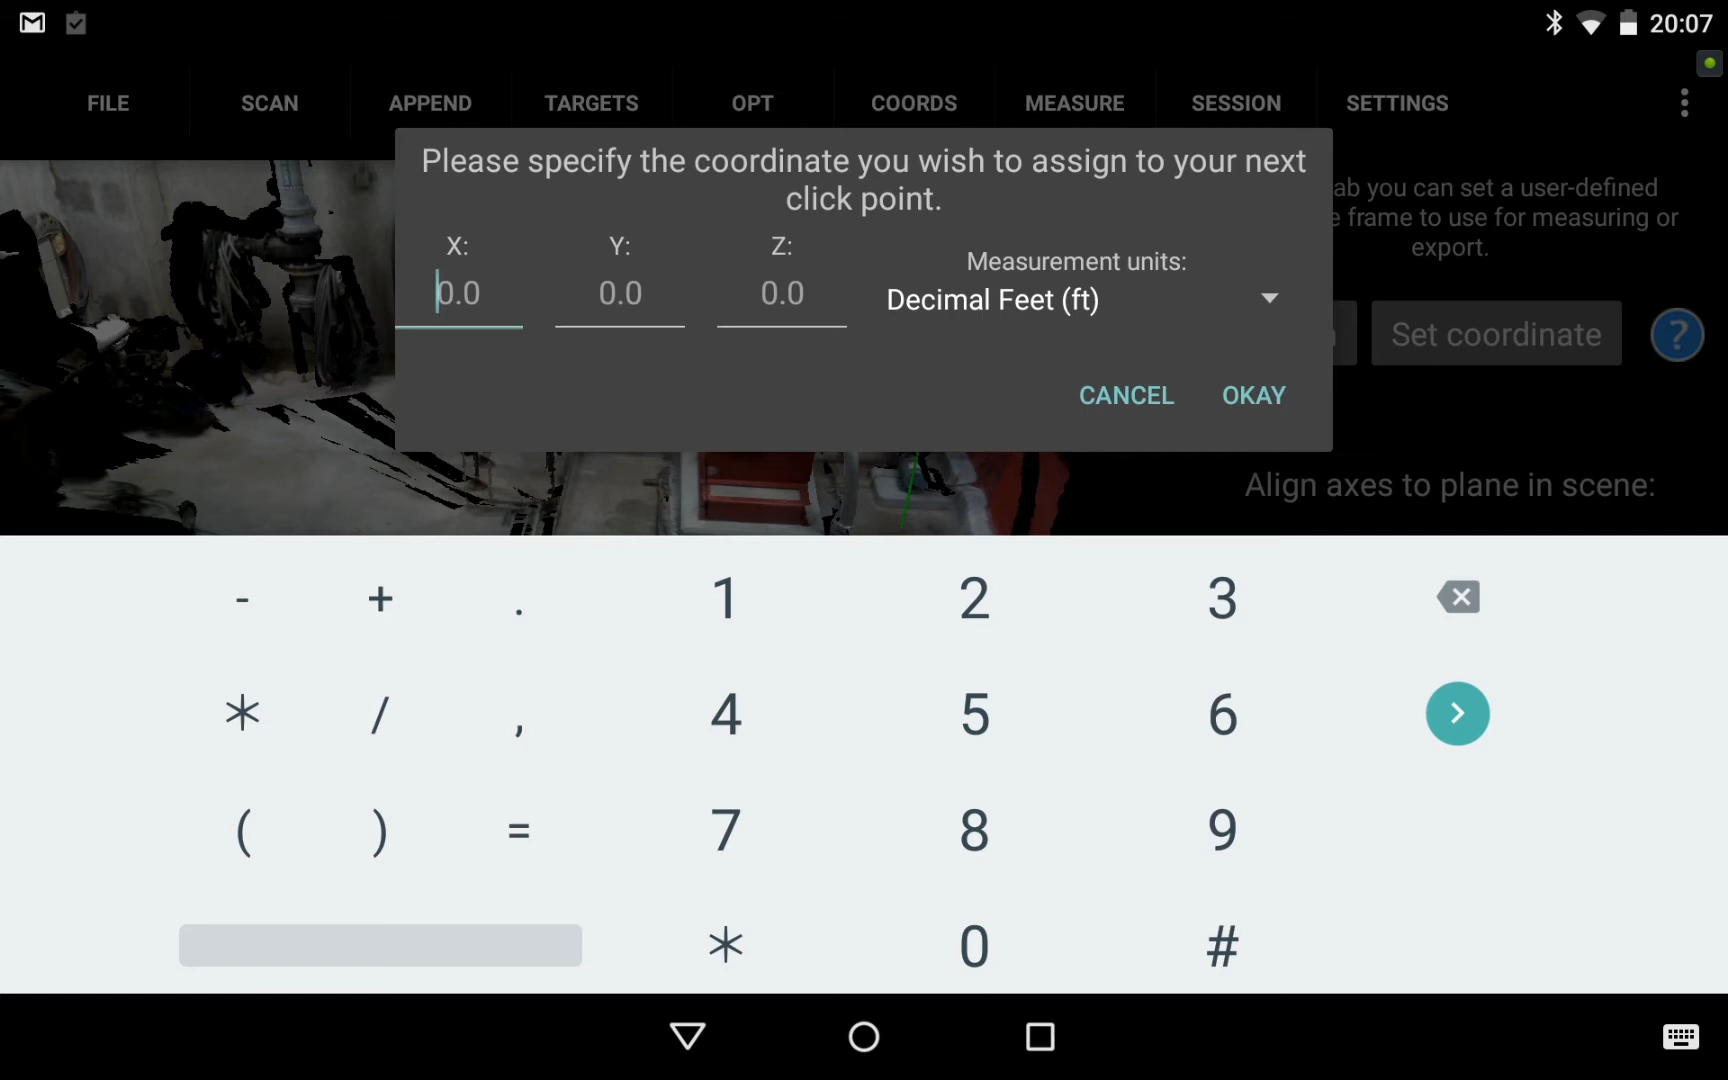 20:07
FILE
SCAN
APPEND
TARGETS
OPT
COORDS
MEASURE
SESSION
SETTINGS
Please specify the coordinate you wish to assign to your next
click point.
X:
Y:
Z:
0.0
0.0
0.0
Measurement units:
Decimal Feet (ft)
CANCEL
OKAY
you can set a user-defined
frame to use for measuring or
export.
Set coordinate
?
Align axes to plane in scene:
- + . 1 2 3
* / , 4 5 6
( ) = 7 8 9
* 0 #